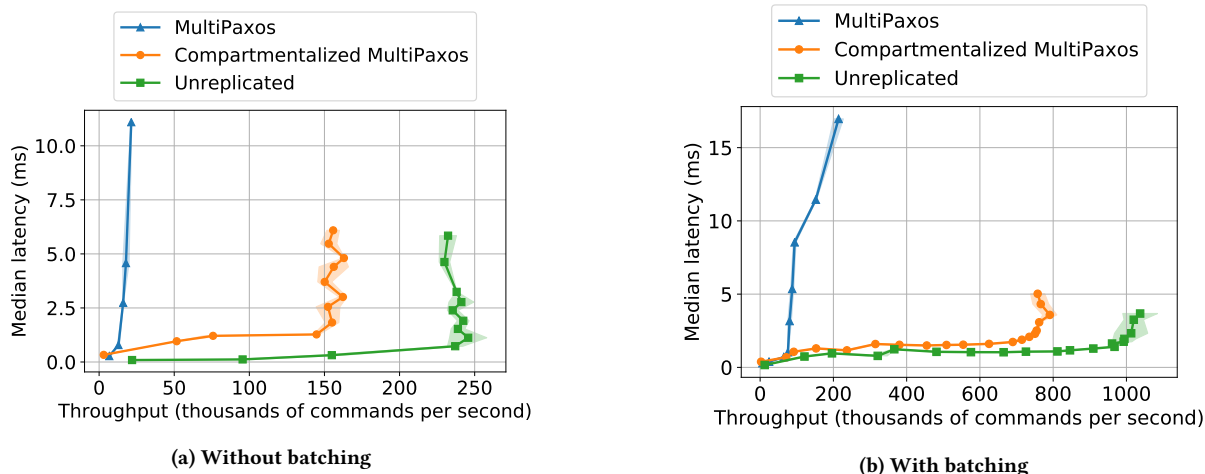 MultiPaxos
Compartmentalized MultiPaxos
Unreplicated
Median latency (ms)
10.0
7.5
5.0
2.5
0.0
0 50 100 150 200 250
Throughput (thousands of commands per second)
(a) Without batching
MultiPaxos
Compartmentalized MultiPaxos
Unreplicated
Median latency (ms)
15
10
5
0
0 200 400 600 800 1000
Throughput (thousands of commands per second)
(b) With batching